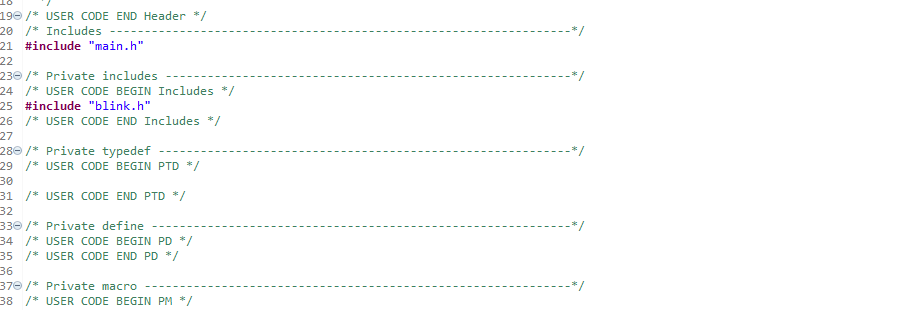 18 */
19 /* USER CODE END Header */
20 /* Includes ------------------------------------------------------------------*/
21 #include "main.h"
22
23 /* Private includes ----------------------------------------------------------*/
24 /* USER CODE BEGIN Includes */
25 #include "blink.h"
26 /* USER CODE END Includes */
27
28 /* Private typedef -----------------------------------------------------------*/
29 /* USER CODE BEGIN PTD */
30
31 /* USER CODE END PTD */
32
33 /* Private define ------------------------------------------------------------*/
34 /* USER CODE BEGIN PD */
35 /* USER CODE END PD */
36
37 /* Private macro -------------------------------------------------------------*/
38 /* USER CODE BEGIN PM */